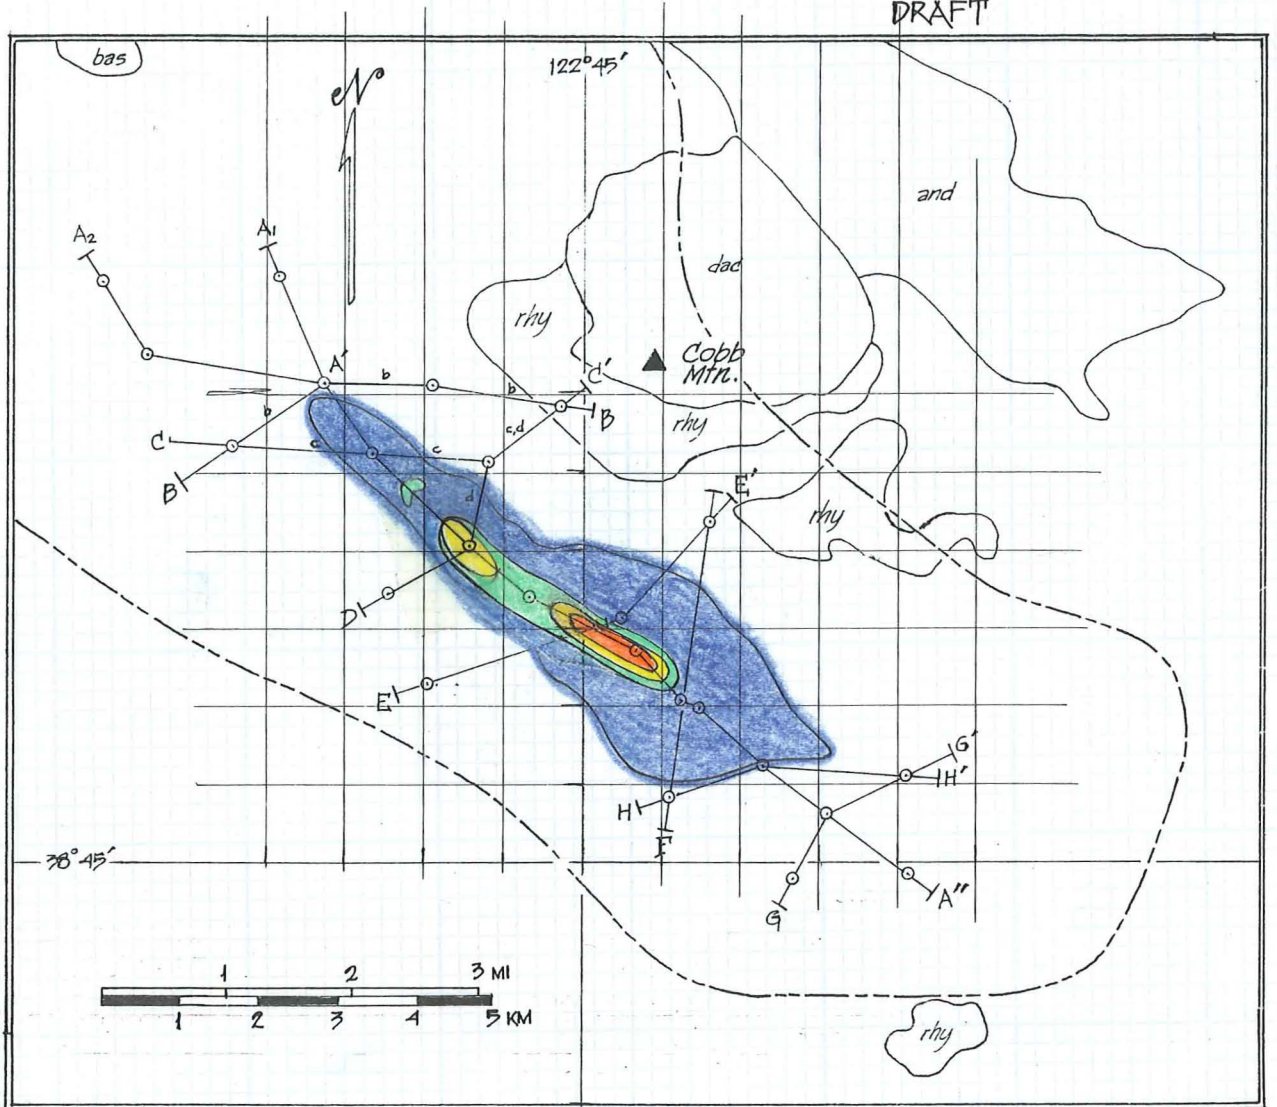 DRAFT
bas
122°45′
N
and
A₂
A₁
dac
rhy
Cobb
Mtn.
A′
b
b
C′
B
b
rhy
c,d
C
c
c
B
E′
d
rhy
D
E
G′
H′
H
F
38°45′
A″
G
1 2 3 MI
1 2 3 4 5 KM
rhy